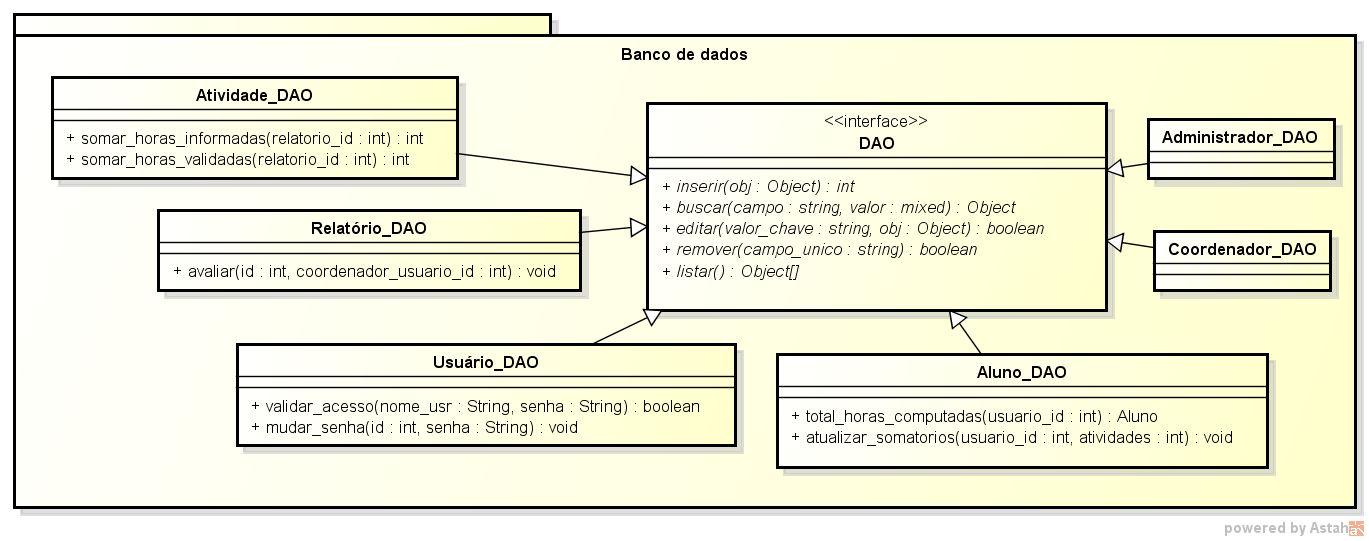 Banco de dados
Atividade_DAO
+ somar_horas_informadas(relatorio_id : int) : int
+ somar_horas_validadas(relatorio_id : int) : int
<<interface>>
DAO
+ inserir(obj : Object) : int
+ buscar(campo : string, valor : mixed) : Object
+ editar(valor_chave : string, obj : Object) : boolean
+ remover(campo_unico : string) : boolean
+ listar() : Object[]
Administrador_DAO
Relatório_DAO
+ avaliar(id : int, coordenador_usuario_id : int) : void
Coordenador_DAO
Usuário_DAO
+ validar_acesso(nome_usr : String, senha : String) : boolean
+ mudar_senha(id : int, senha : String) : void
Aluno_DAO
+ total_horas_computadas(usuario_id : int) : Aluno
+ atualizar_somatorios(usuario_id : int, atividades : int) : void
powered by Astah